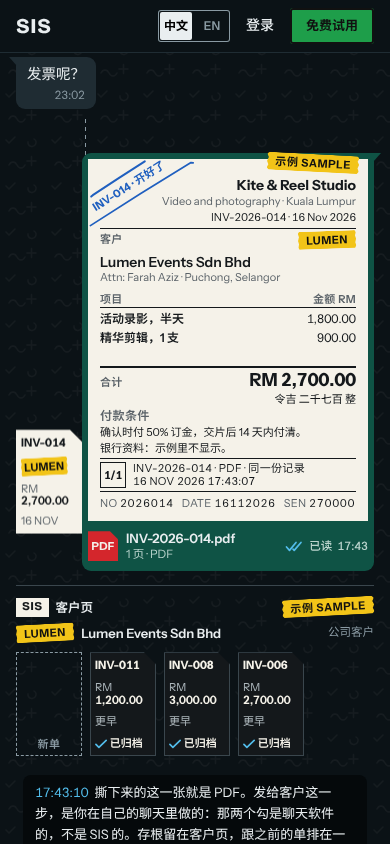 SIS
中文 EN
登录
免费试用
发票呢？
23:02
INV-014 · 开好了
示例 SAMPLE
Kite & Reel Studio
Video and photography · Kuala Lumpur
INV-2026-014 · 16 Nov 2026
客户
LUMEN
Lumen Events Sdn Bhd
Attn: Farah Aziz · Puchong, Selangor
项目 金额 RM
活动录影，半天 1,800.00
精华剪辑，1 支 900.00
合计 RM 2,700.00
令吉 二千七百 整
付款条件
确认时付 50% 订金，交片后 14 天内付清。
银行资料：示例里不显示。
1/1
INV-2026-014 · PDF · 同一份记录
16 NOV 2026 17:43:07
NO 2026014 DATE 16112026 SEN 270000
INV-014
LUMEN
RM
2,700.00
16 NOV
PDF
INV-2026-014.pdf
1 页 · PDF
已读 17:43
SIS 客户页
示例 SAMPLE
LUMEN Lumen Events Sdn Bhd
公司客户
新单
INV-011
RM
1,200.00
更早
已归档
INV-008
RM
3,000.00
更早
已归档
INV-006
RM
2,700.00
更早
已归档
17:43:10 撕下来的这一张就是 PDF。发给客户这一
步，是你在自己的聊天里做的：那两个勾是聊天软件
的，不是 SIS 的。存根留在客户页，跟之前的单排在一